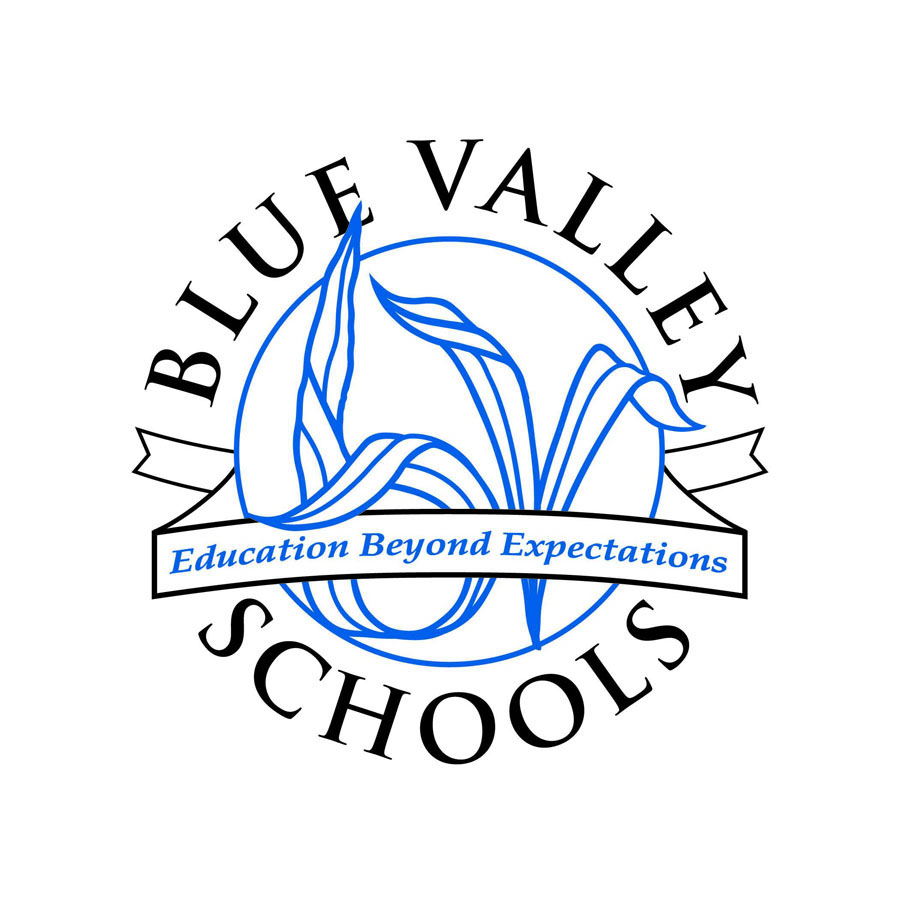 BLUE VALLEY
Education Beyond Expectations
SCHOOLS